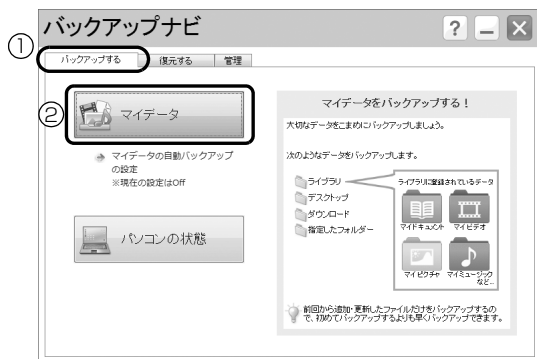 バックアップナビ
?
①
バックアップする
復元する
管理
②
マイデータ
マイデータの自動バックアップ
の設定
※現在の設定はOff
パソコンの状態
マイデータをバックアップする！
大切なデータをこまめにバックアップしましょう。
次のようなデータをバックアップします。
ライブラリ
デスクトップ
ダウンロード
指定したフォルダー
ライブラリに登録されているデータ
マイドキュメント
マイビデオ
マイピクチャ
マイミュージック
など…
前回から追加・更新したファイルだけをバックアップするの
で、初めてバックアップするよりも早くバックアップできます。